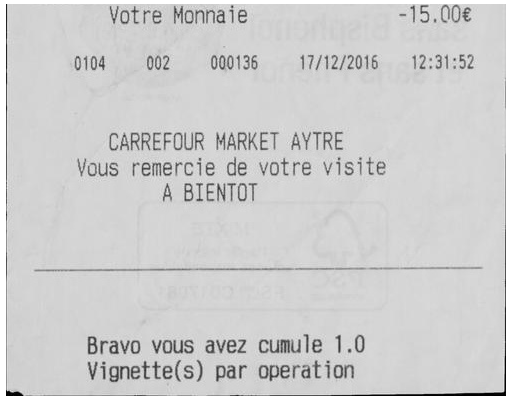 Votre Monnaie -15.00€
0104 002 000136 17/12/2016 12:31:52
CARREFOUR MARKET AYTRE
Vous remercie de votre visite
A BIENTOT
Bravo vous avez cumule 1.0
Vignette(s) par operation